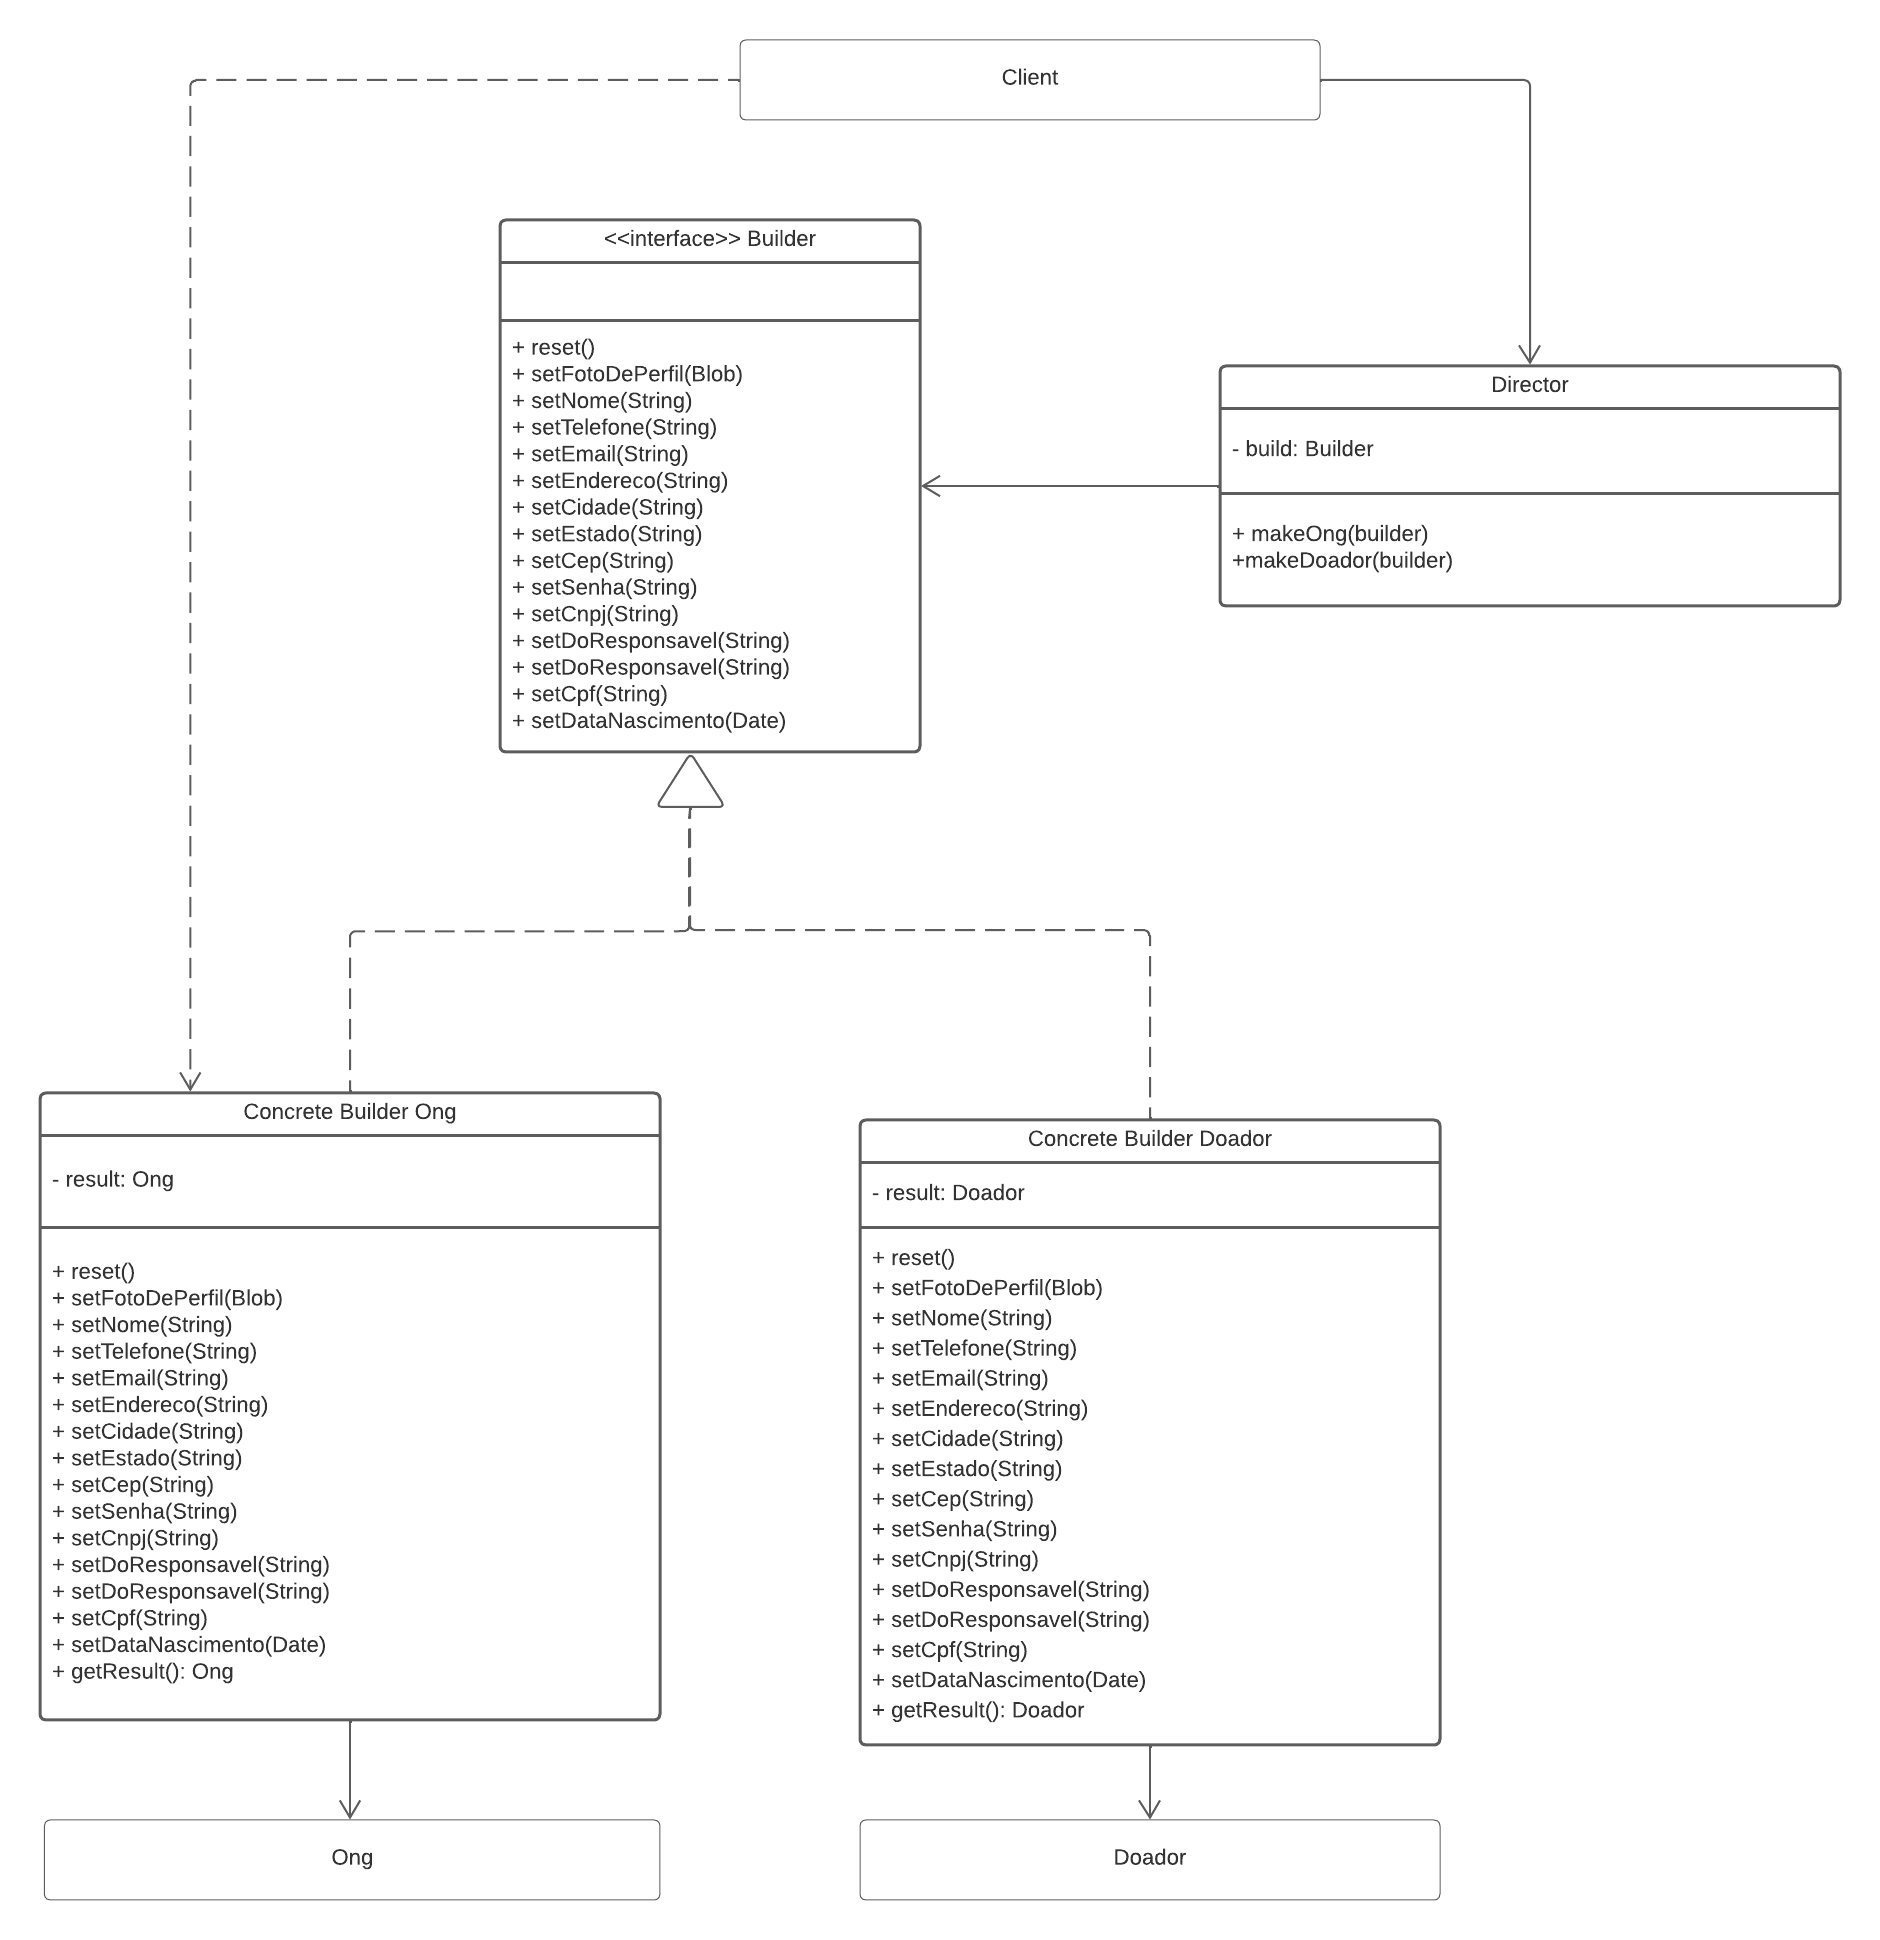 Client
<<interface>> Builder
+ reset()
+ setFotoDePerfil(Blob)
+ setNome(String)
+ setTelefone(String)
+ setEmail(String)
+ setEndereco(String)
+ setCidade(String)
+ setEstado(String)
+ setCep(String)
+ setSenha(String)
+ setCnpj(String)
+ setDoResponsavel(String)
+ setDoResponsavel(String)
+ setCpf(String)
+ setDataNascimento(Date)
Director
- build: Builder
+ makeOng(builder)
+makeDoador(builder)
Concrete Builder Ong
- result: Ong
+ reset()
+ setFotoDePerfil(Blob)
+ setNome(String)
+ setTelefone(String)
+ setEmail(String)
+ setEndereco(String)
+ setCidade(String)
+ setEstado(String)
+ setCep(String)
+ setSenha(String)
+ setCnpj(String)
+ setDoResponsavel(String)
+ setDoResponsavel(String)
+ setCpf(String)
+ setDataNascimento(Date)
+ getResult(): Ong
Concrete Builder Doador
- result: Doador
+ reset()
+ setFotoDePerfil(Blob)
+ setNome(String)
+ setTelefone(String)
+ setEmail(String)
+ setEndereco(String)
+ setCidade(String)
+ setEstado(String)
+ setCep(String)
+ setSenha(String)
+ setCnpj(String)
+ setDoResponsavel(String)
+ setDoResponsavel(String)
+ setCpf(String)
+ setDataNascimento(Date)
+ getResult(): Doador
Ong
Doador